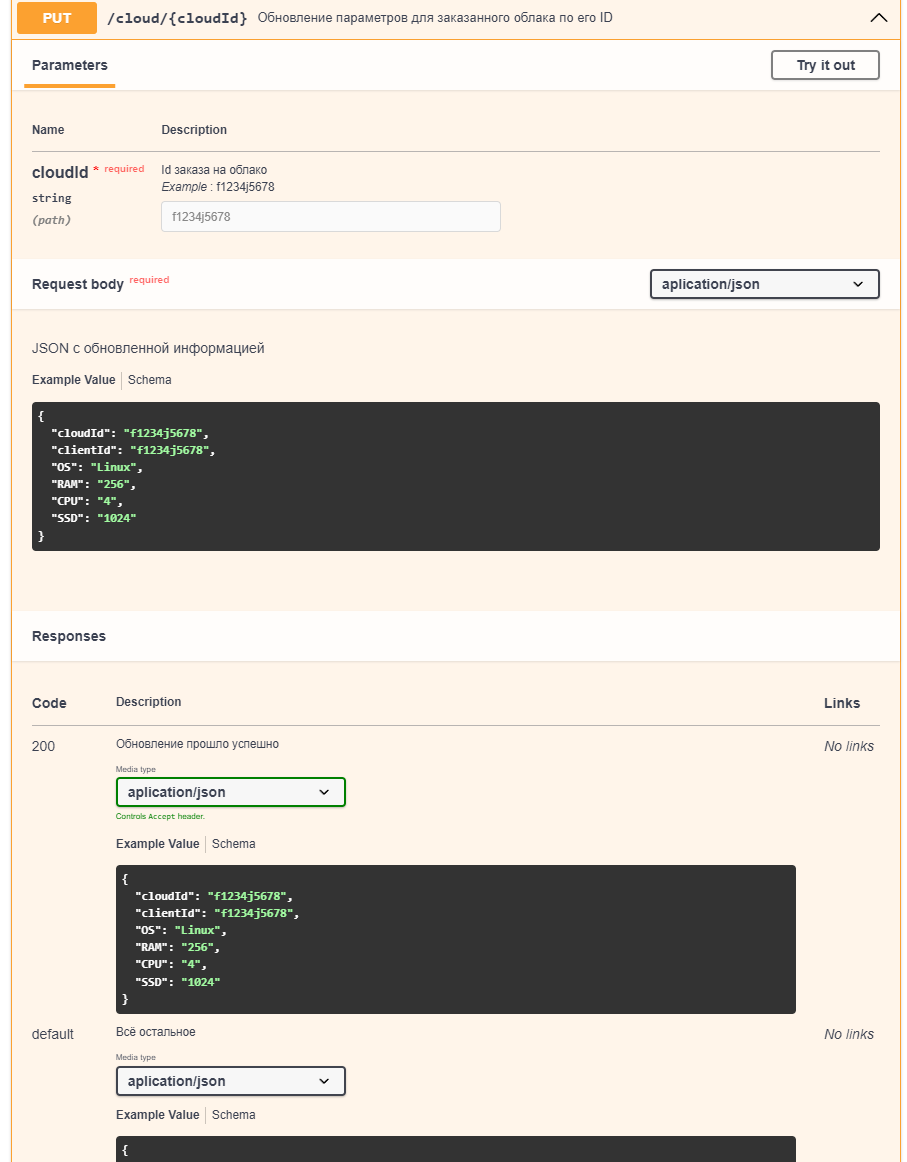 PUT /cloud/{cloudId} Обновление параметров для заказанного облака по его ID
Parameters Try it out
Name Description
cloudId * required Id заказа на облако
Example : f1234j5678
string
(path)
f1234j5678
Request body required aplication/json
JSON с обновленной информацией
Example Value Schema
{
"cloudId": "f1234j5678",
"clientId": "f1234j5678",
"OS": "Linux",
"RAM": "256",
"CPU": "4",
"SSD": "1024"
}
Responses
Code Description Links
200 Обновление прошло успешно No links
Media type
aplication/json
Controls Accept header.
Example Value Schema
{
"cloudId": "f1234j5678",
"clientId": "f1234j5678",
"OS": "Linux",
"RAM": "256",
"CPU": "4",
"SSD": "1024"
}
default Всё остальное No links
Media type
aplication/json
Example Value Schema
{